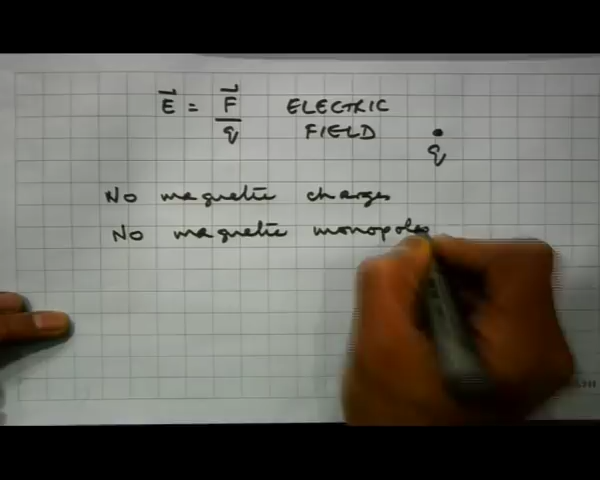 E⃗ = F⃗ / q ELECTRIC FIELD
q
No magnetic charges
No magnetic monopoles